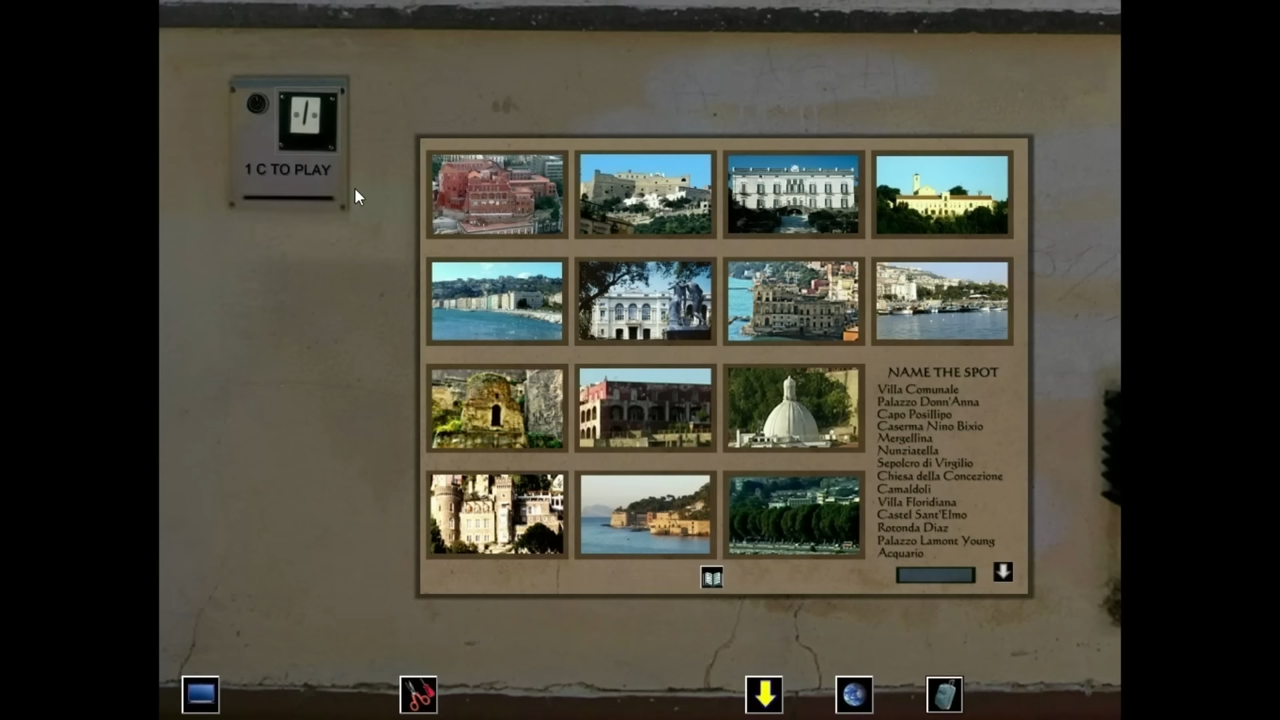 1 C TO PLAY
NAME THE SPOT
Villa Comunale
Palazzo Donn'Anna
Capo Posillipo
Caserma Nino Bixio
Mergellina
Nunziatella
Sepolcro di Virgilio
Chiesa della Concezione
Camaldoli
Villa Floridiana
Castel Sant'Elmo
Rotonda Diaz
Palazzo Lamont Young
Acquario